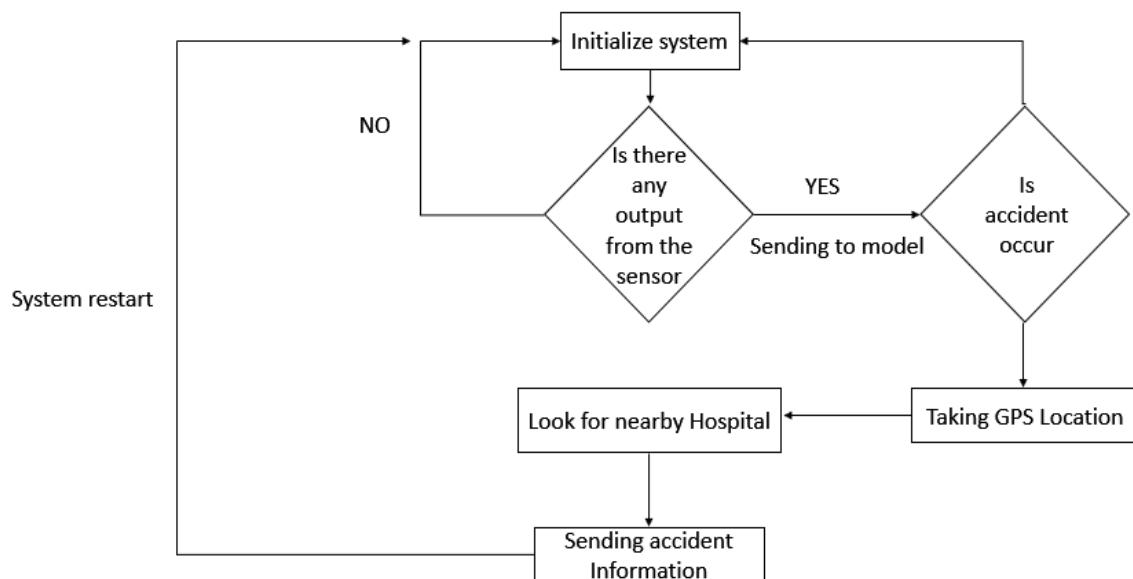 Initialize system
NO
Is there
any
output
from the
sensor
YES
Sending to model
Is
accident
occur
System restart
Look for nearby Hospital
Taking GPS Location
Sending accident
Information